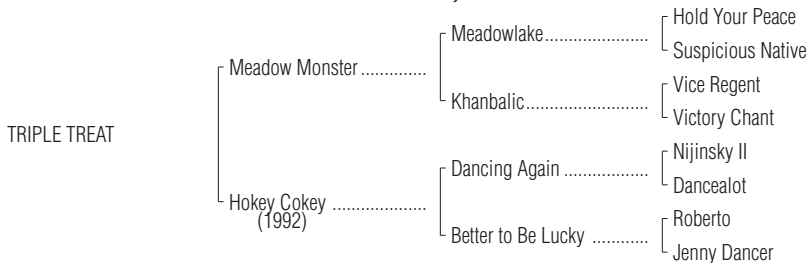 Hold Your Peace
Meadowlake........................
Suspicious Native
Meadow Monster ...............
Vice Regent
Khanbalic............................
Victory Chant
TRIPLE TREAT
Nijinsky II
Dancing Again ...................
Dancealot
Hokey Cokey .....................
(1992)
Roberto
Better to Be Lucky .............
Jenny Dancer